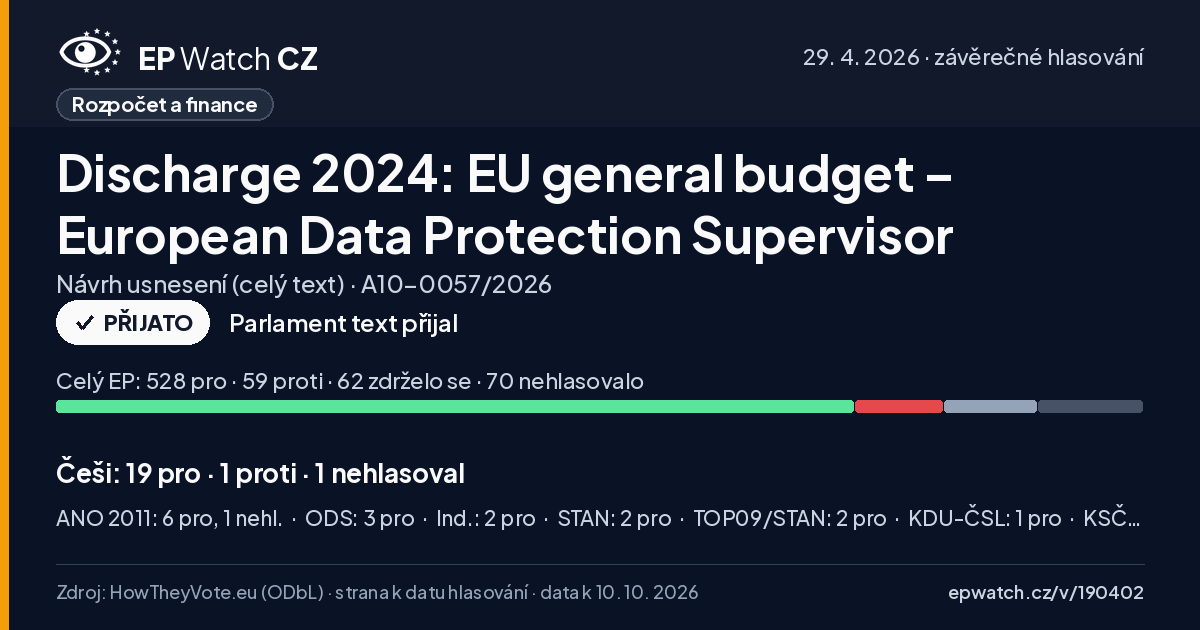 EP Watch CZ
29. 4. 2026 · závěrečné hlasování
Rozpočet a finance
Discharge 2024: EU general budget –
European Data Protection Supervisor
Návrh usnesení (celý text) · A10-0057/2026
✓ PŘIJATO Parlament text přijal
Celý EP: 528 pro · 59 proti · 62 zdrželo se · 70 nehlasovalo
Češi: 19 pro · 1 proti · 1 nehlasoval
ANO 2011: 6 pro, 1 nehl. · ODS: 3 pro · Ind.: 2 pro · STAN: 2 pro · TOP09/STAN: 2 pro · KDU-ČSL: 1 pro · KSČ…
Zdroj: HowTheyVote.eu (ODbL) · strana k datu hlasování · data k 10. 10. 2026
epwatch.cz/v/190402